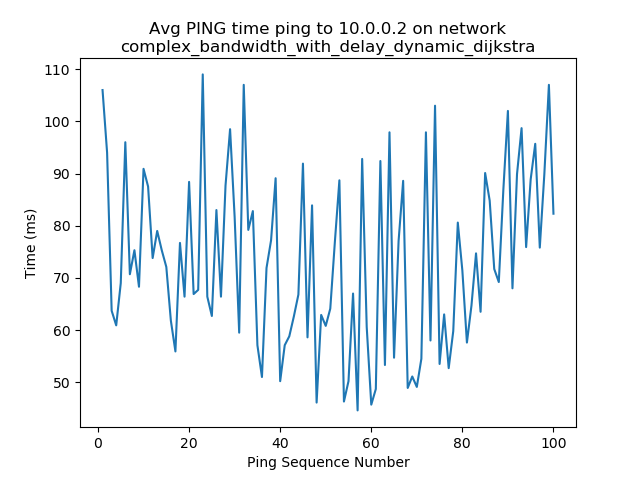 Avg PING time ping to 10.0.0.2 on network
complex_bandwidth_with_delay_dynamic_dijkstra
110
100
90
80
70
60
50
Time (ms)
0 20 40 60 80 100
Ping Sequence Number